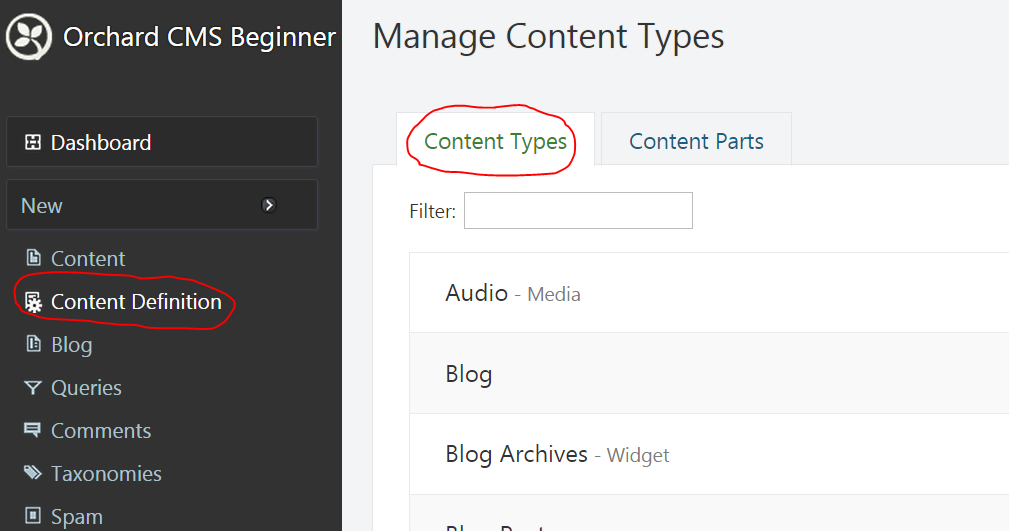 Orchard CMS Beginner
Dashboard
New
Content
Content Definition
Blog
Queries
Comments
Taxonomies
Spam
Manage Content Types
Content Types
Content Parts
Filter:
Audio - Media
Blog
Blog Archives - Widget